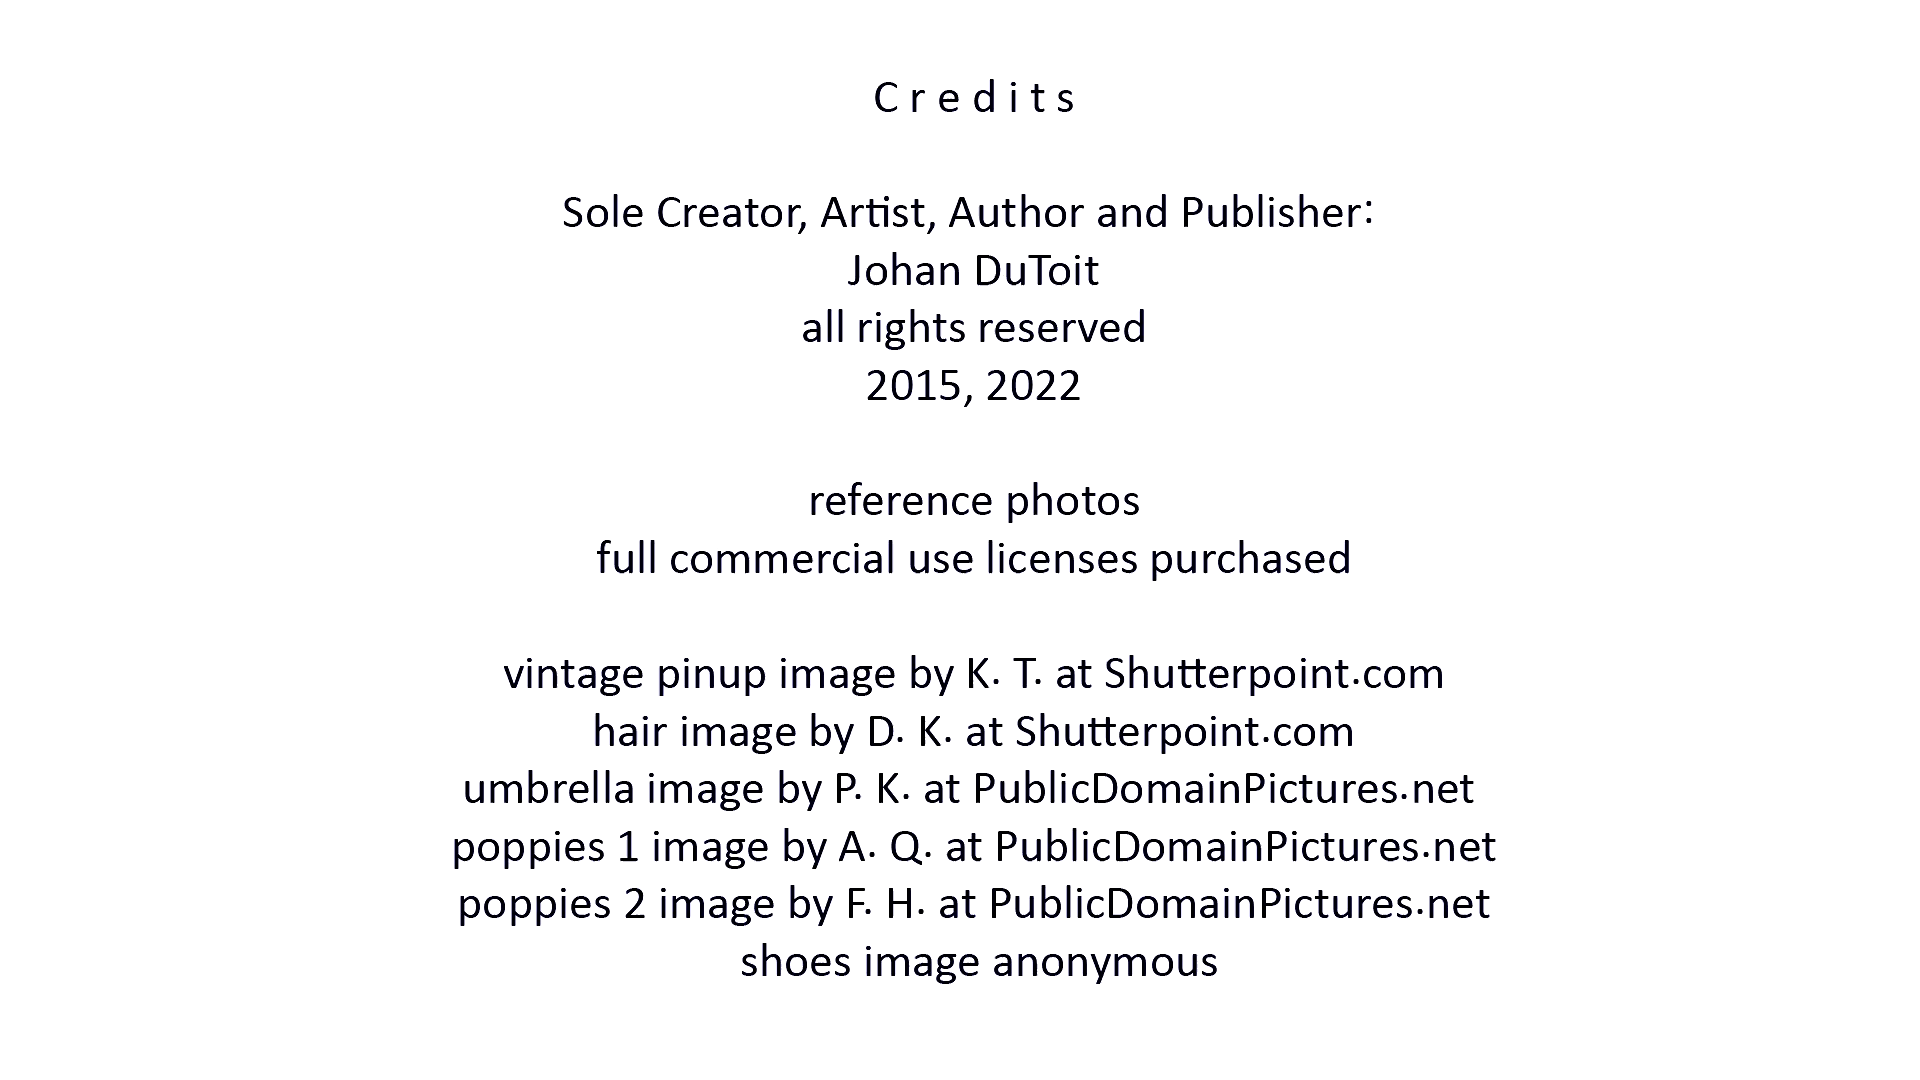 C r e d i t s
Sole Creator, Artist, Author and Publisher:
Johan DuToit
all rights reserved
2015, 2022
reference photos
full commercial use licenses purchased
vintage pinup image by K. T. at Shutterpoint.com
hair image by D. K. at Shutterpoint.com
umbrella image by P. K. at PublicDomainPictures.net
poppies 1 image by A. Q. at PublicDomainPictures.net
poppies 2 image by F. H. at PublicDomainPictures.net
shoes image anonymous